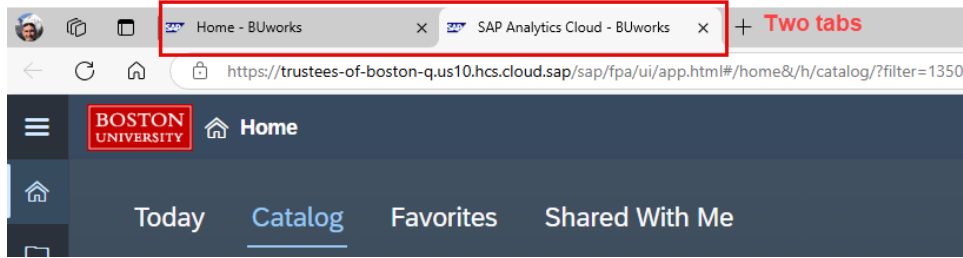 Home - BUworks
SAP Analytics Cloud - BUworks
Two tabs
https://trustees-of-boston-q.us10.hcs.cloud.sap/sap/fpa/ui/app.html#/home&/h/catalog/?filter=1350
BOSTON
UNIVERSITY
Home
Today Catalog Favorites Shared With Me